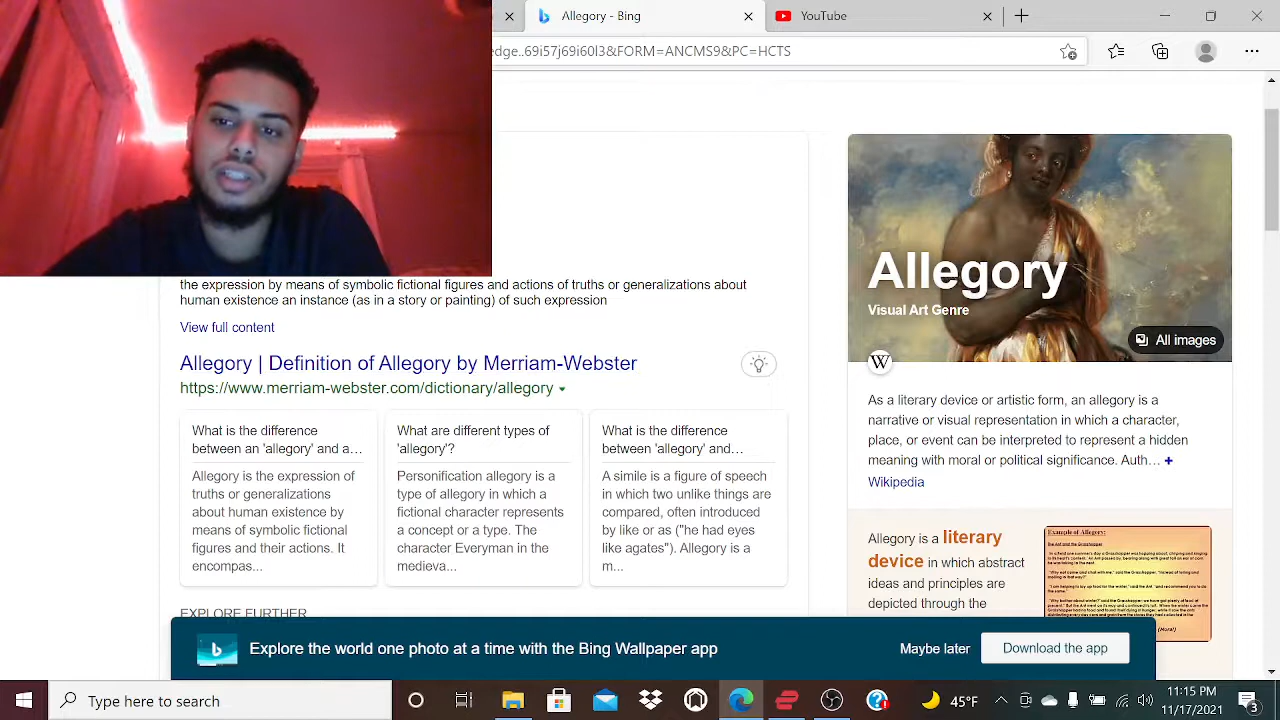 Allegory - Bing
YouTube
edge..69i57j69i60l3&FORM=ANCMS9&PC=HCTS
the expression by means of symbolic fictional figures and actions of truths or generalizations about
human existence an instance (as in a story or painting) of such expression
View full content
Allegory | Definition of Allegory by Merriam-Webster
https://www.merriam-webster.com/dictionary/allegory
What is the difference
between an 'allegory' and a…
Allegory is the expression of
truths or generalizations
about human existence by
means of symbolic fictional
figures and their actions. It
encompas...
What are different types of
'allegory'?
Personification allegory is a
type of allegory in which a
fictional character represents
a concept or a type. The
character Everyman in the
medieva...
What is the difference
between 'allegory' and…
A simile is a figure of speech
in which two unlike things are
compared, often introduced
by like or as ("he had eyes
like agates"). Allegory is a
m...
EXPLORE FURTHER
Allegory
Visual Art Genre
All images
W
As a literary device or artistic form, an allegory is a
narrative or visual representation in which a character,
place, or event can be interpreted to represent a hidden
meaning with moral or political significance. Auth… +
Wikipedia
Allegory is a literary
device in which abstract
ideas and principles are
depicted through the
Example of Allegory:
The Ant and the Grasshopper
(Moral)
b
Explore the world one photo at a time with the Bing Wallpaper app
Maybe later
Download the app
Type here to search
45°F
11:15 PM
11/17/2021